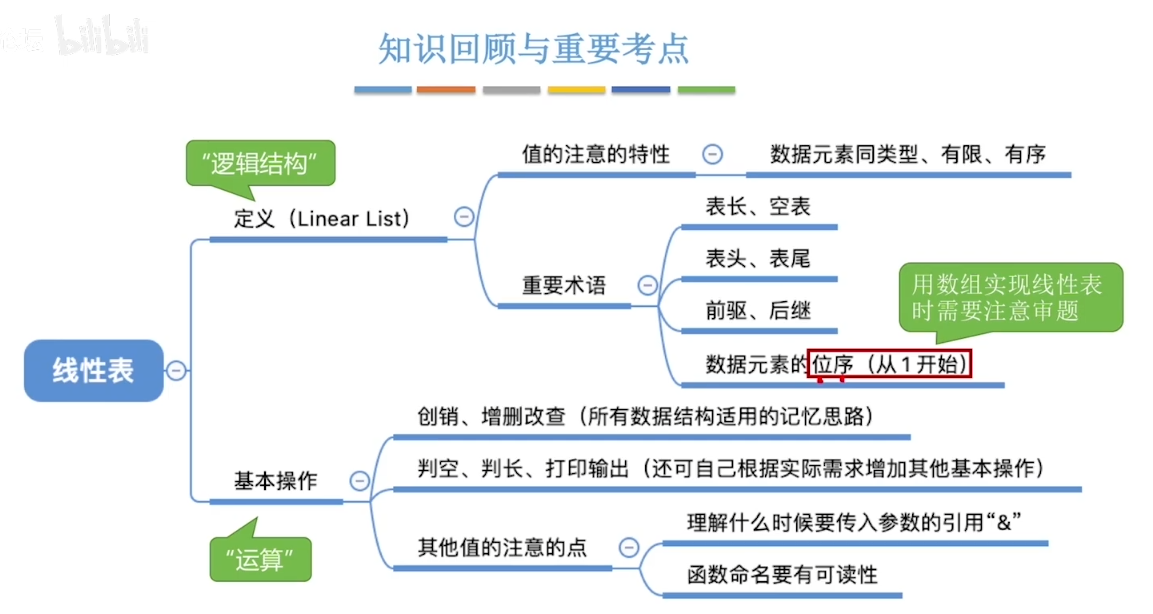 bilibili
知识回顾与重要考点
“逻辑结构”
定义（Linear List）
值的注意的特性
数据元素同类型、有限、有序
重要术语
表长、空表
表头、表尾
前驱、后继
数据元素的位序（从1开始）
用数组实现线性表
时需要注意审题
线性表
基本操作
“运算”
创销、增删改查（所有数据结构适用的记忆思路）
判空、判长、打印输出（还可自己根据实际需求增加其他基本操作）
其他值的注意的点
理解什么时候要传入参数的引用“&”
函数命名要有可读性